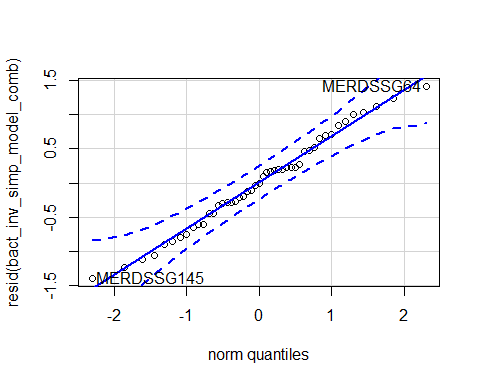 resid(bact_inv_simp_model_comb)
1.5
0.5
-0.5
-1.5
MERDSSG64
MERDSSG145
-2 -1 0 1 2
norm quantiles